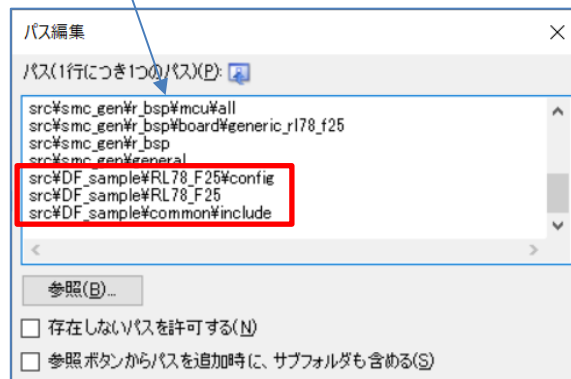 パス編集
パス(1行につき1つのパス)(P):
src¥smc_gen¥r_bsp¥mcu¥all
src¥smc_gen¥r_bsp¥board¥generic_rl78_f25
src¥smc_gen¥r_bsp
src¥smc_gen¥general
src¥DF_sample¥RL78_F25¥config
src¥DF_sample¥RL78_F25
src¥DF_sample¥common¥include
参照(B)...
存在しないパスを許可する(N)
参照ボタンからパスを追加時に、サブフォルダも含める(S)